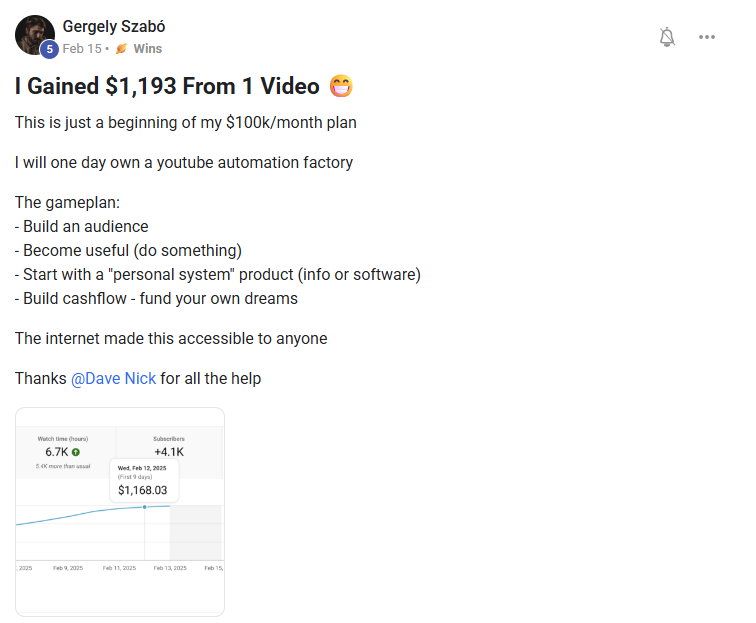 Gergely Szabó
5 Feb 15 • Wins
I Gained $1,193 From 1 Video 😁
This is just a beginning of my $100k/month plan
I will one day own a youtube automation factory
The gameplan:
- Build an audience
- Become useful (do something)
- Start with a "personal system" product (info or software)
- Build cashflow - fund your own dreams
The internet made this accessible to anyone
Thanks @Dave Nick for all the help
Watch time (hours) Subscribers
6.7K +4.1K
5.4K more than usual
Wed, Feb 12, 2025
(First 9 days)
$1,168.03
, 2025 Feb 9, 2025 Feb 11, 2025 Feb 13, 2025 Feb 15,